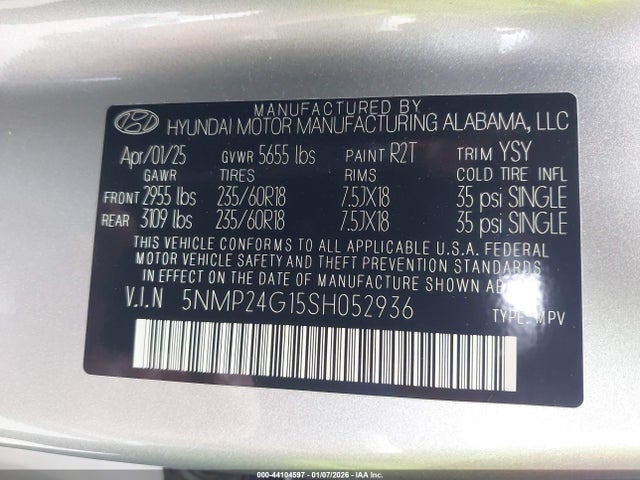 MANUFACTURED BY
HYUNDAI MOTOR MANUFACTURING ALABAMA, LLC
Apr/01/25 GVWR 5655 lbs PAINT R2T TRIM YSY
GAWR TIRES RIMS COLD TIRE INFL
FRONT 2955 lbs 235/60R18 7.5JX18 35 psi SINGLE
REAR 3109 lbs 235/60R18 7.5JX18 35 psi SINGLE
THIS VEHICLE CONFORMS TO ALL APPLICABLE U.S.A. FEDERAL
MOTOR VEHICLE SAFETY AND THEFT PREVENTION STANDARDS
IN EFFECT ON THE DATE OF MANUFACTURE SHOWN ABOVE.
V.I.N 5NMP24G15SH052936
TYPE: MPV
000-44104597 - 01/07/2026 - IAA Inc.